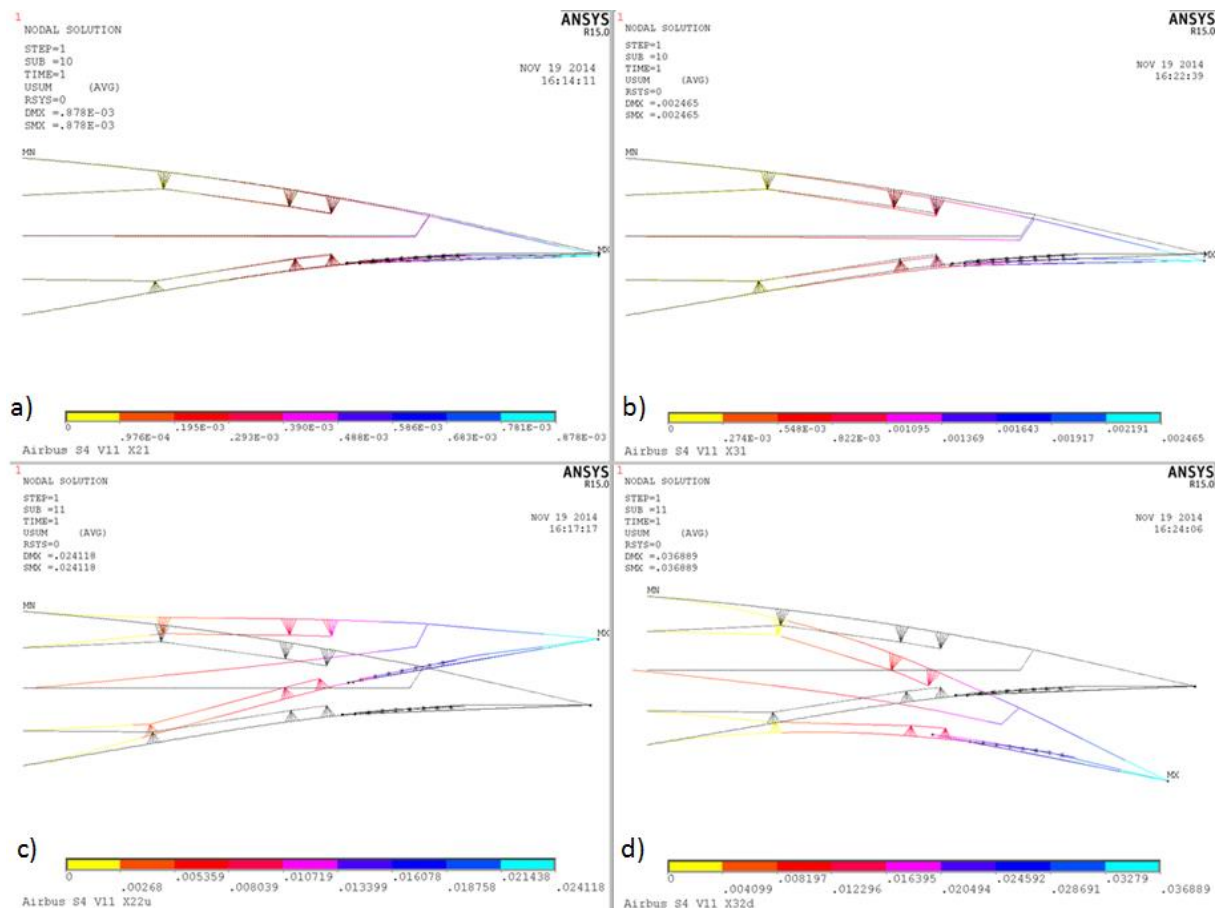 1
ANSYS
R15.0
NODAL SOLUTION
STEP=1
SUB =10
TIME=1
USUM (AVG)
RSYS=0
DMX =.878E-03
SMX =.878E-03
NOV 19 2014
16:14:11
MN
MX
a)
0 .195E-03 .390E-03 .586E-03 .781E-03
.976E-04 .293E-03 .488E-03 .683E-03 .878E-03
Airbus S4 V11 X21
1
ANSYS
R15.0
NODAL SOLUTION
STEP=1
SUB =10
TIME=1
USUM (AVG)
RSYS=0
DMX =.002465
SMX =.002465
NOV 19 2014
16:22:39
MN
MX
b)
0 .548E-03 .001095 .001643 .002191
.274E-03 .822E-03 .001369 .001917 .002465
Airbus S4 V11 X31
1
ANSYS
R15.0
NODAL SOLUTION
STEP=1
SUB =11
TIME=1
USUM (AVG)
RSYS=0
DMX =.024118
SMX =.024118
NOV 19 2014
16:17:17
MN
MX
c)
0 .005359 .010719 .016078 .021438
.00268 .008039 .013399 .018758 .024118
Airbus S4 V11 X22u
1
ANSYS
R15.0
NODAL SOLUTION
STEP=1
SUB =11
TIME=1
USUM (AVG)
RSYS=0
DMX =.036889
SMX =.036889
NOV 19 2014
16:24:06
MN
MX
d)
0 .008197 .016395 .024592 .03279
.004099 .012296 .020494 .028691 .036889
Airbus S4 V11 X32d